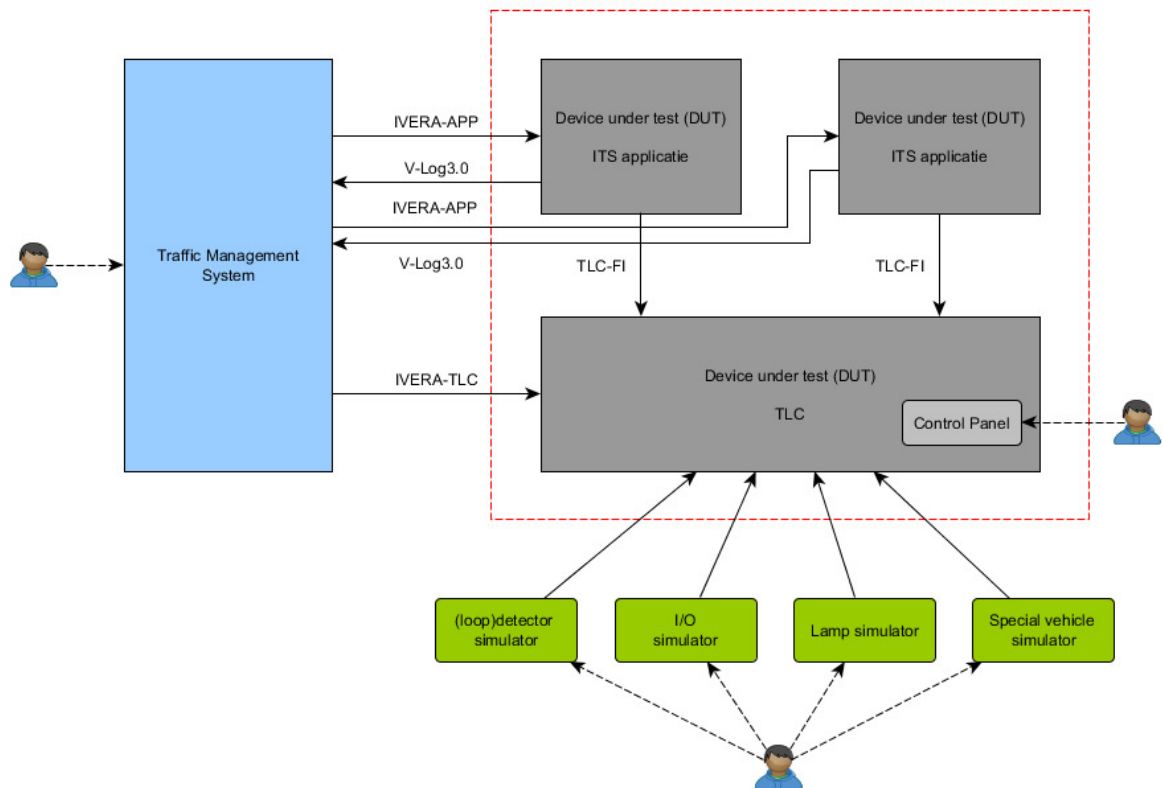 Device under test (DUT)
ITS applicatie
Device under test (DUT)
ITS applicatie
IVERA-APP
V-Log3.0
IVERA-APP
V-Log3.0
TLC-FI
TLC-FI
Traffic Management
System
IVERA-TLC
Device under test (DUT)
TLC
Control Panel
(loop)detector
simulator
I/O
simulator
Lamp simulator
Special vehicle
simulator